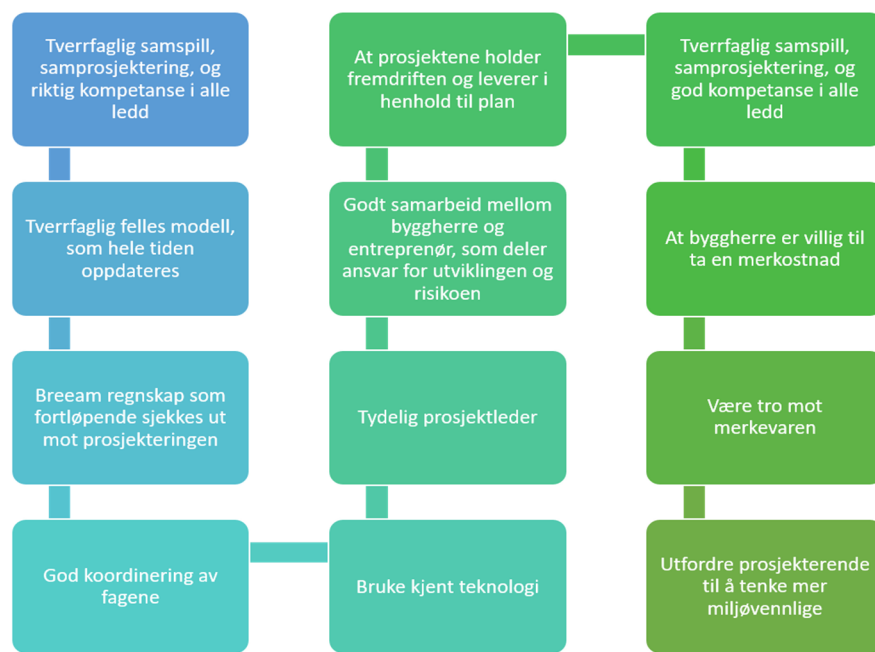 Tverrfaglig samspill,
samprosjektering, og
riktig kompetanse i alle
ledd
Tverrfaglig felles modell,
som hele tiden
oppdateres
Breeam regnskap som
fortløpende sjekkes ut
mot prosjekteringen
God koordinering av
fagene
Bruke kjent teknologi
Tydelig prosjektleder
Godt samarbeid mellom
byggherre og
entreprenør, som deler
ansvar for utviklingen og
risikoen
At prosjektene holder
fremdriften og leverer i
henhold til plan
Tverrfaglig samspill,
samprosjektering, og
god kompetanse i alle
ledd
At byggherre er villig til
ta en merkostnad
Være tro mot
merkevaren
Utfordre prosjekterende
til å tenke mer
miljøvennlige